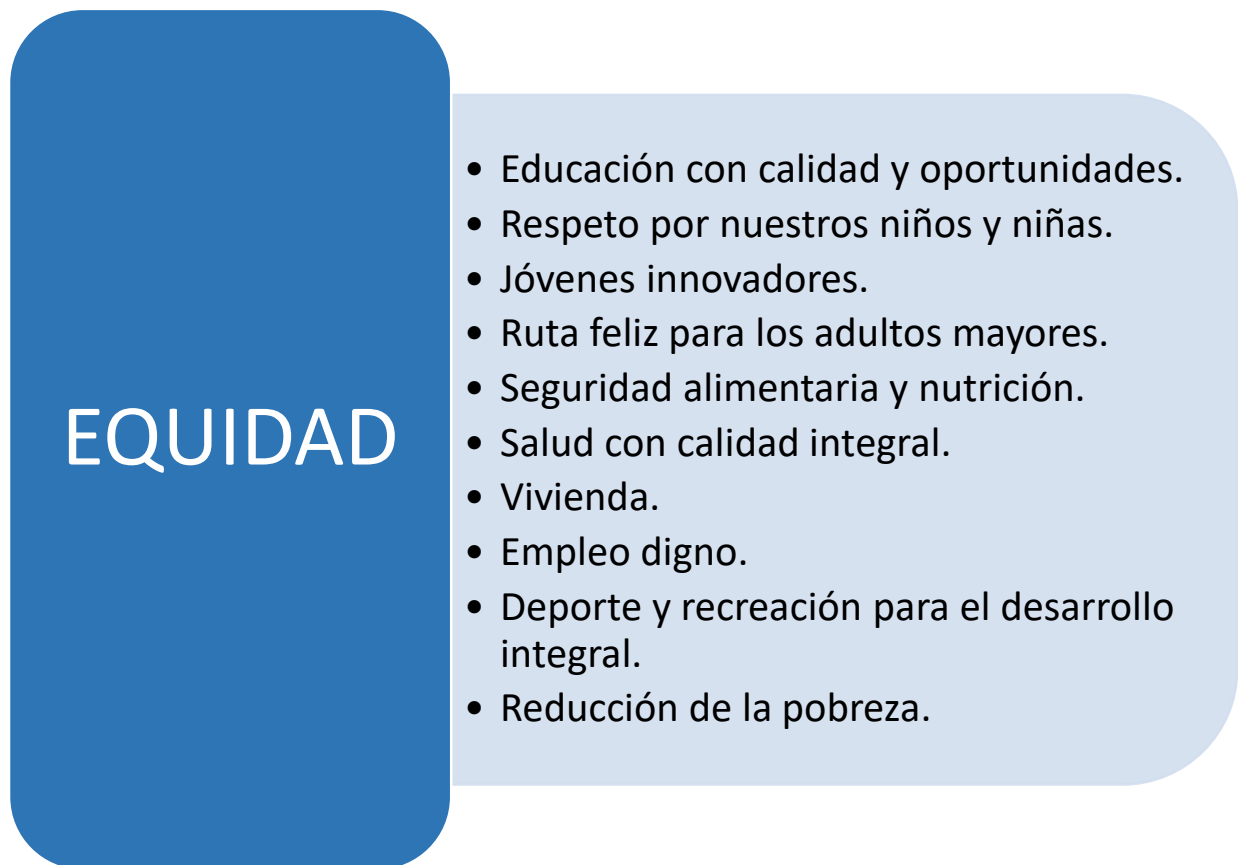 EQUIDAD
• Educación con calidad y oportunidades.
• Respeto por nuestros niños y niñas.
• Jóvenes innovadores.
• Ruta feliz para los adultos mayores.
• Seguridad alimentaria y nutrición.
• Salud con calidad integral.
• Vivienda.
• Empleo digno.
• Deporte y recreación para el desarrollo
integral.
• Reducción de la pobreza.